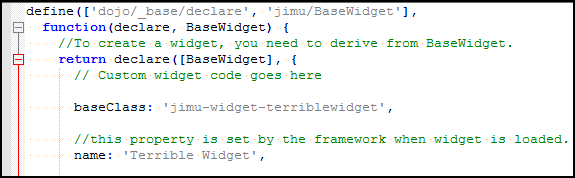 define(['dojo/_base/declare', 'jimu/BaseWidget'],
function(declare, BaseWidget) {
//To create a widget, you need to derive from BaseWidget.
return declare([BaseWidget], {
// Custom widget code goes here
baseClass: 'jimu-widget-terriblewidget',
//this property is set by the framework when widget is loaded.
name: 'Terrible Widget',